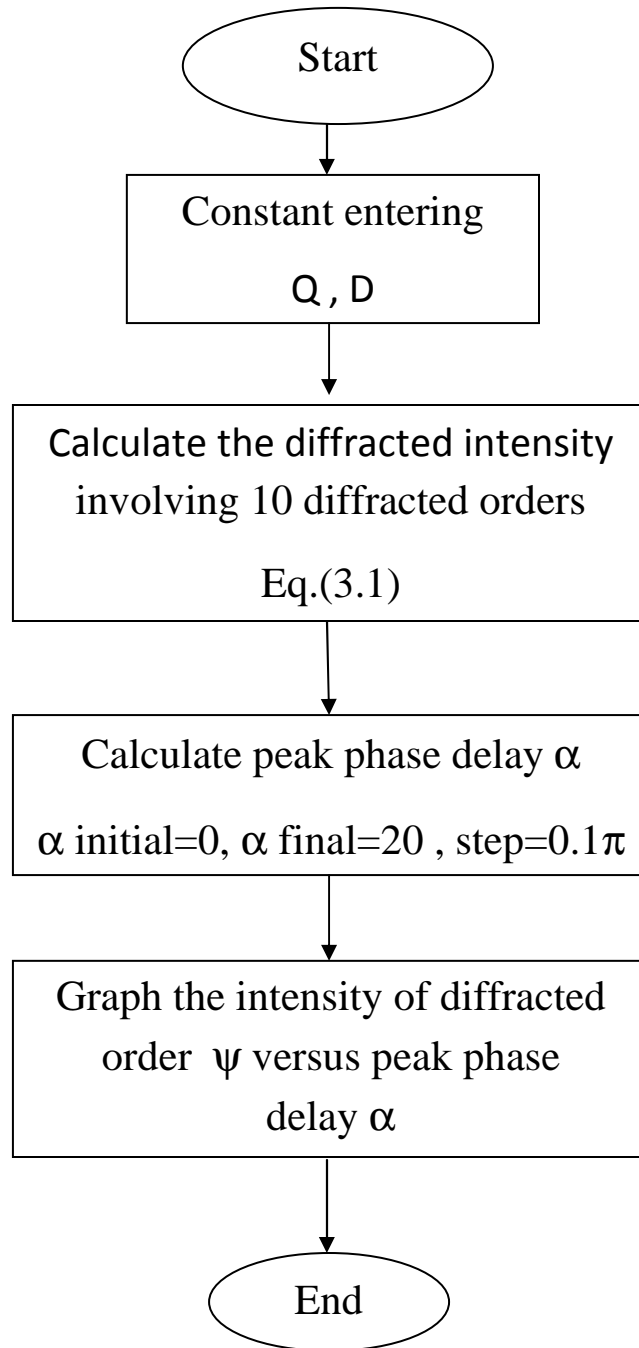 Start
Constant entering
Q , D
Calculate the diffracted intensity
involving 10 diffracted orders
Eq.(3.1)
Calculate peak phase delay α
α initial=0, α final=20 , step=0.1π
Graph the intensity of diffracted
order ψ versus peak phase
delay α
End